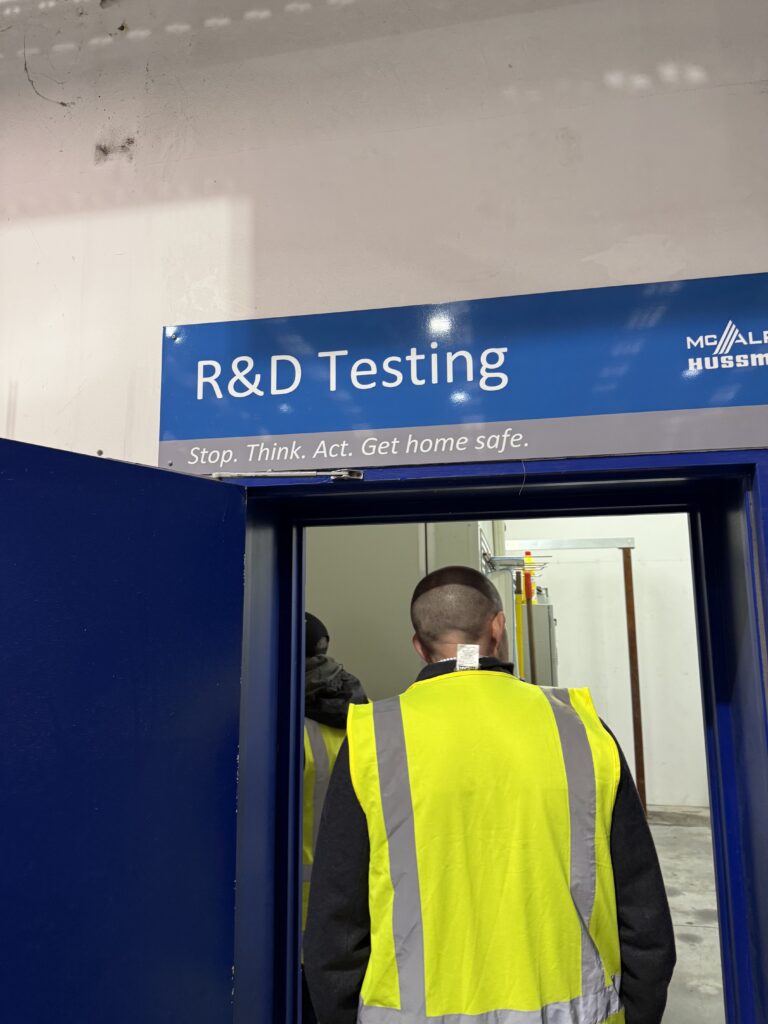 R&D Testing
Stop. Think. Act. Get home safe.